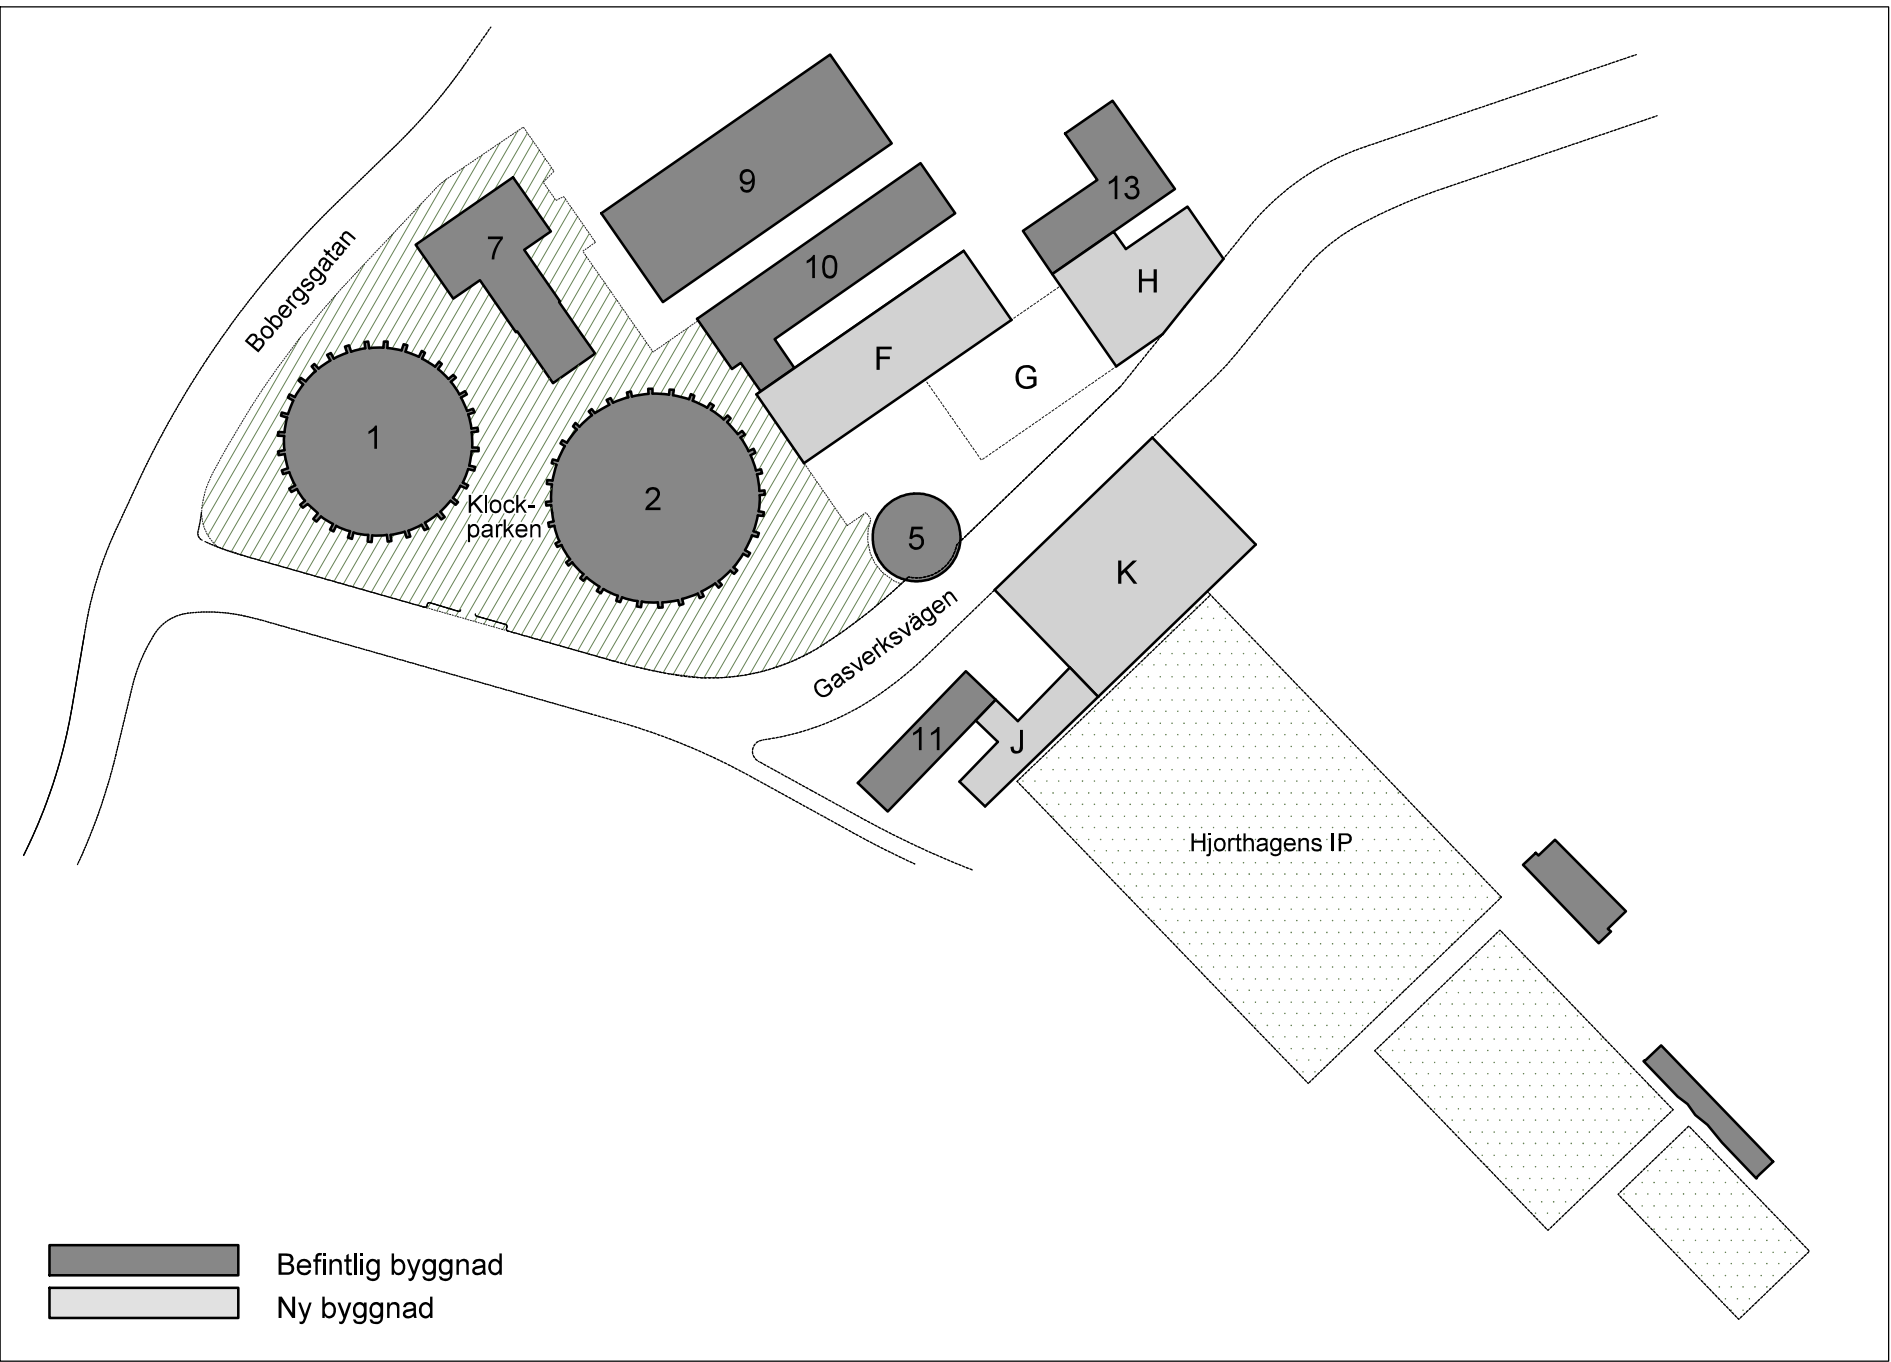 9
13
7
10
H
Bobergsgatan
F
G
1
2
Klock-
parken
5
K
Gasverksvägen
11
J
Hjorthagens IP
Befintlig byggnad
Ny byggnad